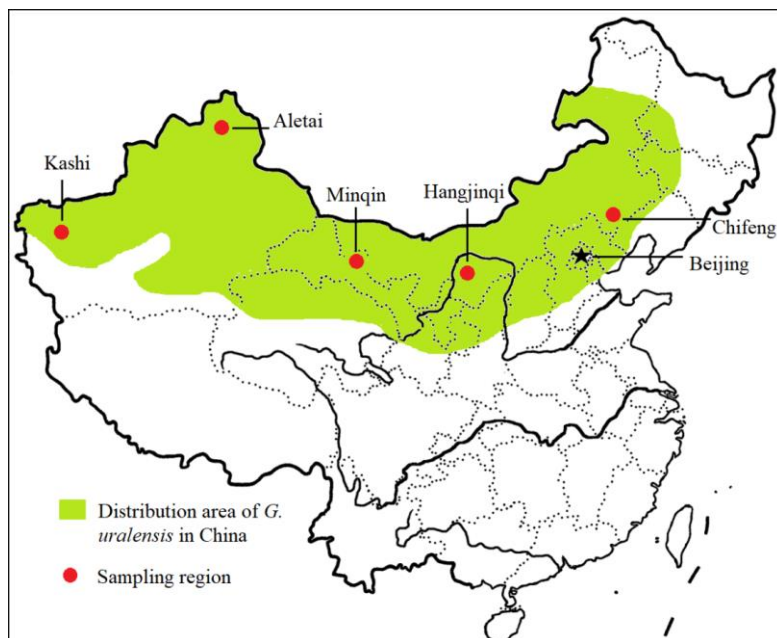 Aletai
Kashi
Minqin
Hangjinqi
Chifeng
Beijing
Distribution area of G.
uralensis in China
Sampling region